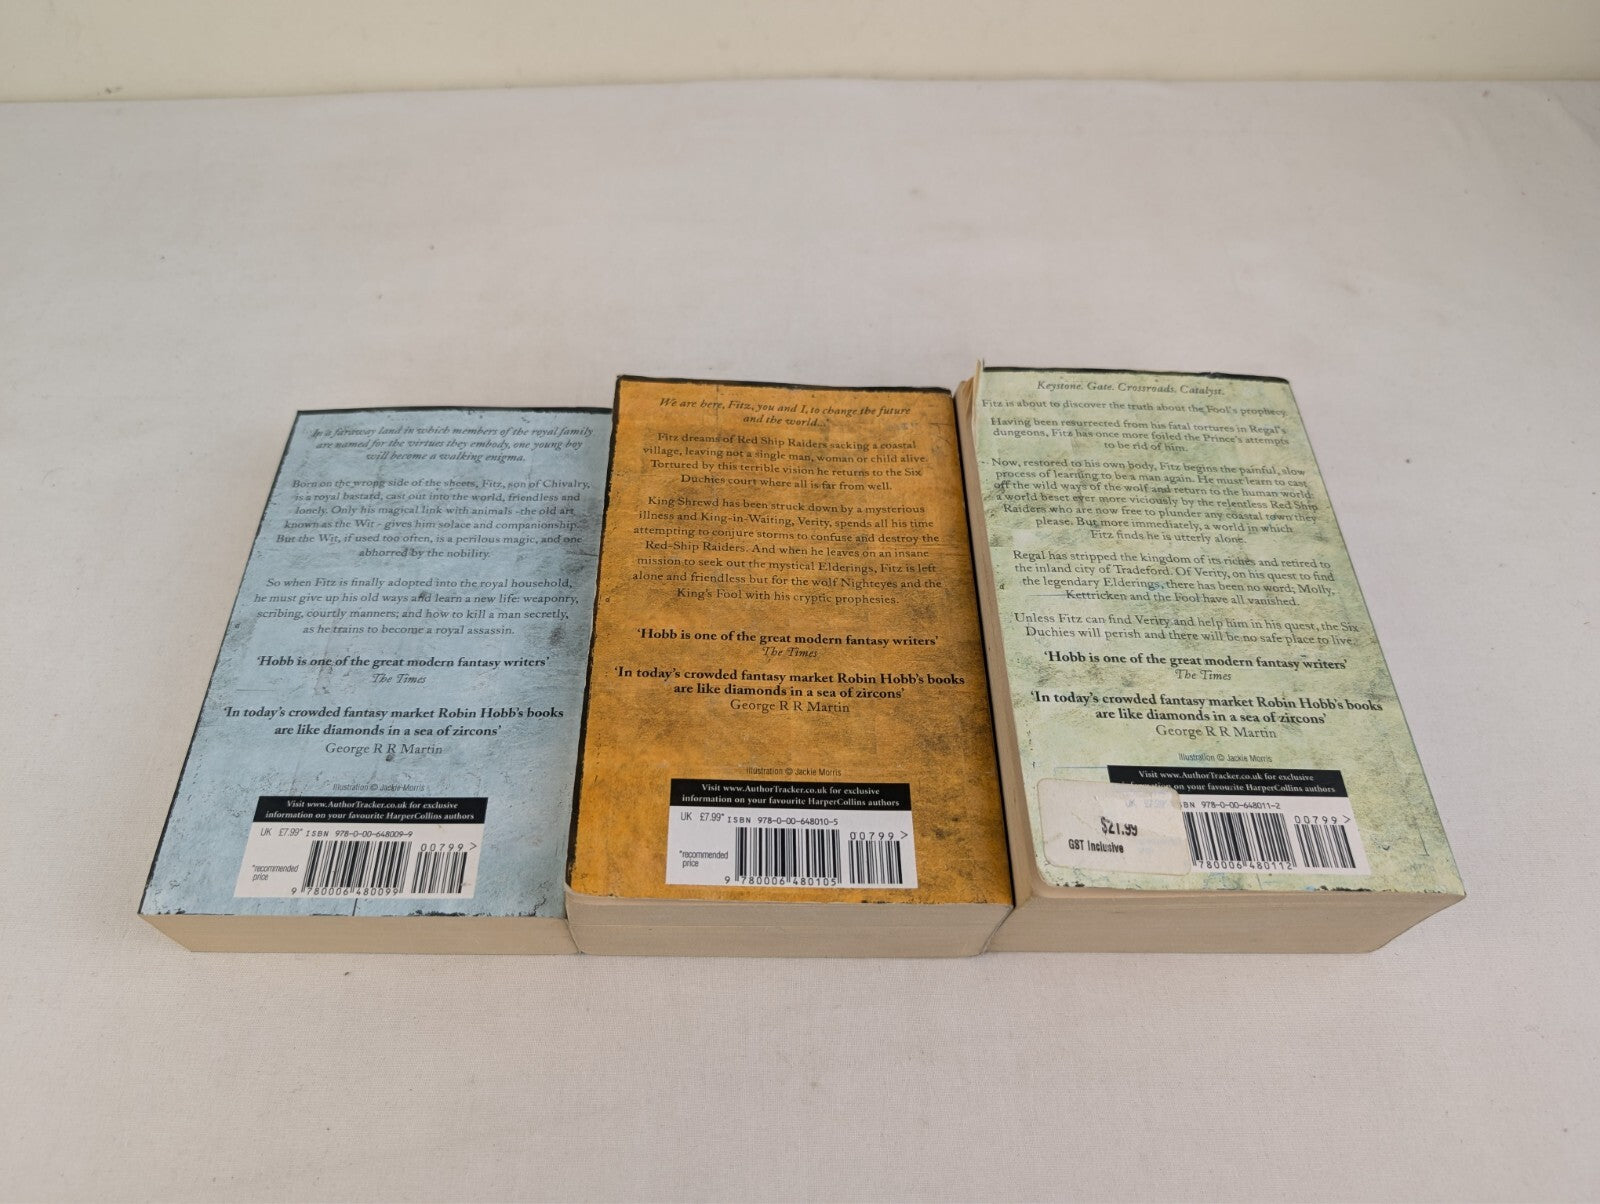 In a faraway land in which members of the royal family
are named for the virtues they embody, one young boy
will become a walking enigma.
Born on the wrong side of the sheets, Fitz, son of Chivalry,
is a royal bastard, cast out into the world, friendless and
lonely. Only his magical link with animals -the old art
known as the Wit - gives him solace and companionship.
But the Wit, if used too often, is a perilous magic, and one
abhorred by the nobility.
So when Fitz is finally adopted into the royal household,
he must give up his old ways and learn a new life: weaponry,
scribing, courtly manners; and how to kill a man secretly,
as he trains to become a royal assassin.
'Hobb is one of the great modern fantasy writers'
The Times
'In today's crowded fantasy market Robin Hobb's books
are like diamonds in a sea of zircons'
George R R Martin
Illustration © Jackie Morris
Visit www.AuthorTracker.co.uk for exclusive
information on your favourite HarperCollins authors
UK £7.99* ISBN 978-0-00-648009-9
00799 >
*recommended
price
9 780006 480099
We are here, Fitz, you and I, to change the future
and the world...
Fitz dreams of Red Ship Raiders sacking a coastal
village, leaving not a single man, woman or child alive.
Tortured by this terrible vision he returns to the Six
Duchies court where all is far from well.
King Shrewd has been struck down by a mysterious
illness and King-in-Waiting, Verity, spends all his time
attempting to conjure storms to confuse and destroy the
Red-Ship Raiders. And when he leaves on an insane
mission to seek out the mystical Elderings, Fitz is left
alone and friendless but for the wolf Nighteyes and the
King's Fool with his cryptic prophesies.
'Hobb is one of the great modern fantasy writers'
The Times
'In today's crowded fantasy market Robin Hobb's books
are like diamonds in a sea of zircons'
George R R Martin
Illustration © Jackie Morris
Visit www.AuthorTracker.co.uk for exclusive
information on your favourite HarperCollins authors
UK £7.99* ISBN 978-0-00-648010-5
00799 >
*recommended
price
9 780006 480105
Keystone. Gate. Crossroads. Catalyst.
Fitz is about to discover the truth about the Fool's prophecy.
Having been resurrected from his fatal tortures in Regal's
dungeons, Fitz has once more foiled the Prince's attempts
to be rid of him.
Now, restored to his own body, Fitz begins the painful, slow
process of learning to be a man again. He must learn to cast
off the wild ways of the wolf and return to the human world:
a world beset ever more viciously by the relentless Red Ship
Raiders who are now free to plunder any coastal town they
please. But more immediately, a world in which
Fitz finds he is utterly alone.
Regal has stripped the kingdom of its riches and retired to
the inland city of Tradeford. Of Verity, on his quest to find
the legendary Elderings, there has been no word; Molly,
Kettricken and the Fool have all vanished.
Unless Fitz can find Verity and help him in his quest, the Six
Duchies will perish and there will be no safe place to live.
'Hobb is one of the great modern fantasy writers'
The Times
'In today's crowded fantasy market Robin Hobb's books
are like diamonds in a sea of zircons'
George R R Martin
Illustration © Jackie Morris
Visit www.AuthorTracker.co.uk for exclusive
on your favourite HarperCollins authors
UK £7.99* ISBN 978-0-00-648011-2
00799 >
$21.99
GST Inclusive
780006 480112